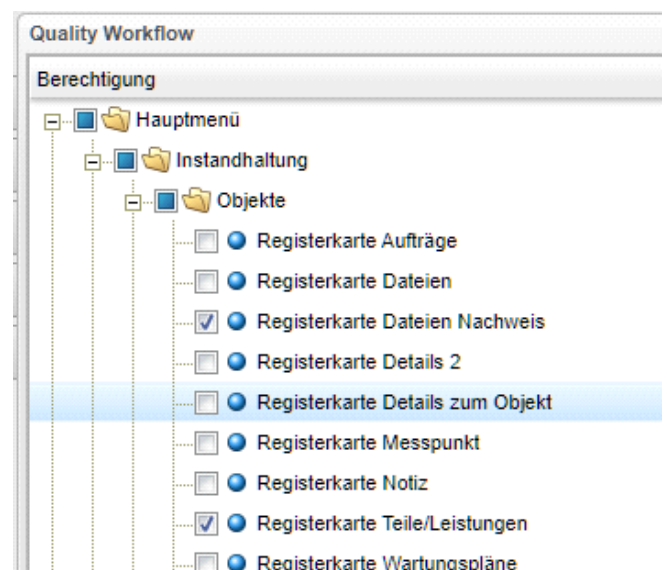 Quality Workflow
Berechtigung
Hauptmenü
Instandhaltung
Objekte
Registerkarte Aufträge
Registerkarte Dateien
Registerkarte Dateien Nachweis
Registerkarte Details 2
Registerkarte Details zum Objekt
Registerkarte Messpunkt
Registerkarte Notiz
Registerkarte Teile/Leistungen
Registerkarte Wartungspläne